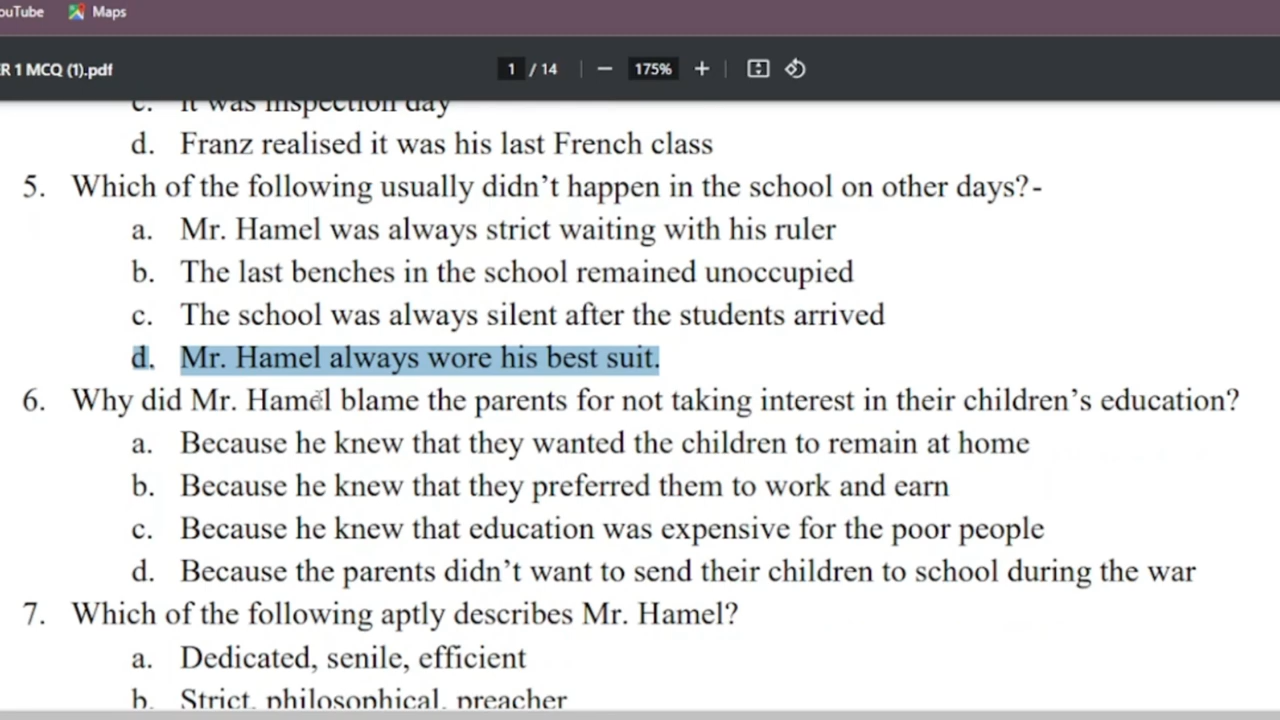 ouTube Maps
R 1 MCQ (1).pdf 1 / 14 − 175% +
c. It was inspection day
d. Franz realised it was his last French class
5. Which of the following usually didn’t happen in the school on other days?-
a. Mr. Hamel was always strict waiting with his ruler
b. The last benches in the school remained unoccupied
c. The school was always silent after the students arrived
d. Mr. Hamel always wore his best suit.
6. Why did Mr. Hamel blame the parents for not taking interest in their children’s education?
a. Because he knew that they wanted the children to remain at home
b. Because he knew that they preferred them to work and earn
c. Because he knew that education was expensive for the poor people
d. Because the parents didn’t want to send their children to school during the war
7. Which of the following aptly describes Mr. Hamel?
a. Dedicated, senile, efficient
b. Strict, philosophical, preacher